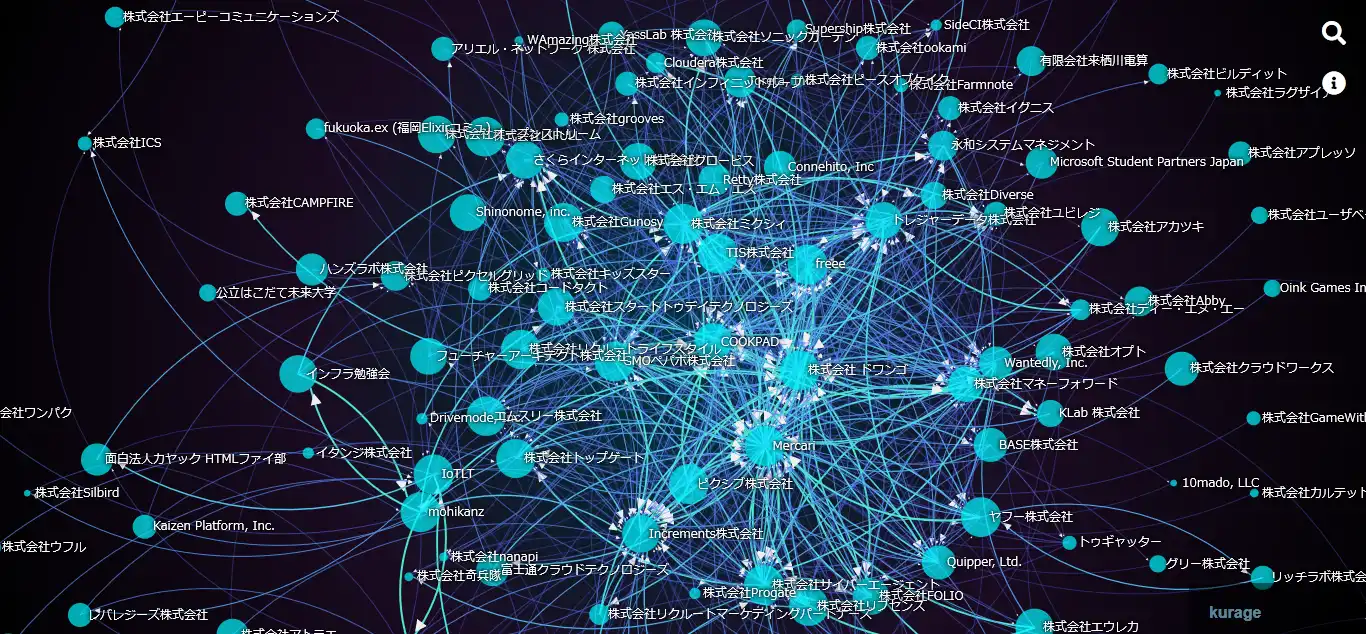 株式会社エーピーコミュニケーションズ
SideCI株式会社
Supership株式会社
WAmazing株式会社
YassLab 株式会社
株式会社ソニックガーデン
アリエル・ネットワーク 株式会社
株式会社ookami
有限会社来栖川電算
Cloudera株式会社
株式会社ビルディット
株式会社インフィニットループ
株式会社ピースオブケイク
株式会社Farmnote
株式会社ラグザイア
株式会社イグニス
株式会社grooves
fukuoka.ex (福岡Elixirコミュ)
株式会社ICS
永和システムマネジメント
株式会社アプレッソ
さくらインターネット株式会社
株式会社クロービス
Microsoft Student Partners Japan
Connehito, Inc
Retty株式会社
株式会社エス・エム・エス
株式会社Diverse
株式会社CAMPFIRE
Shinonome, inc.
株式会社ユビレジ
株式会社ユーザベ
トレジャーデータ株式会社
株式会社Gunosy
株式会社ミクシィ
株式会社アカツキ
TIS株式会社
freee
ハンズラボ株式会社
株式会社ピクセルグリッド
株式会社キッズスター
株式会社コードタクト
Oink Games In
公立はこだて未来大学
株式会社Abby
株式会社スタートトゥデイテクノロジーズ
株式会社ディー・エヌ・エー
COOKPAD
株式会社リクルートライフスタイル
フューチャーアーキテクト株式会社
株式会社オプト
GMOペパボ株式会社
Wantedly, Inc.
株式会社クラウドワークス
株式会社 ドワンゴ
インフラ勉強会
株式会社マネーフォワード
会社ワンパク
KLab 株式会社
Drivemode,
エムスリー株式会社
株式会社GameWith
Mercari
BASE株式会社
イタンジ株式会社
面白法人カヤック HTMLファイ部
株式会社トップゲート
IoTLT
ピクシブ株式会社
10mado, LLC
株式会社Silbird
株式会社カルテット
mohikanz
ヤフー株式会社
Kaizen Platform, Inc.
Increments株式会社
トゥギャッター
株式会社ウフル
株式会社nanapi
Quipper, Ltd.
グリー株式会社
富士通クラウドテクノロジーズ
株式会社奇兵隊
リッチラボ株式会
株式会社サイバーエージェント
株式会社Progate
株式会社FOLIO
株式会社リブセンス
kurage
レバレジーズ株式会社
株式会社リクルートマーケティングパートナーズ
株式会社エウレカ
株式会社アトラエ